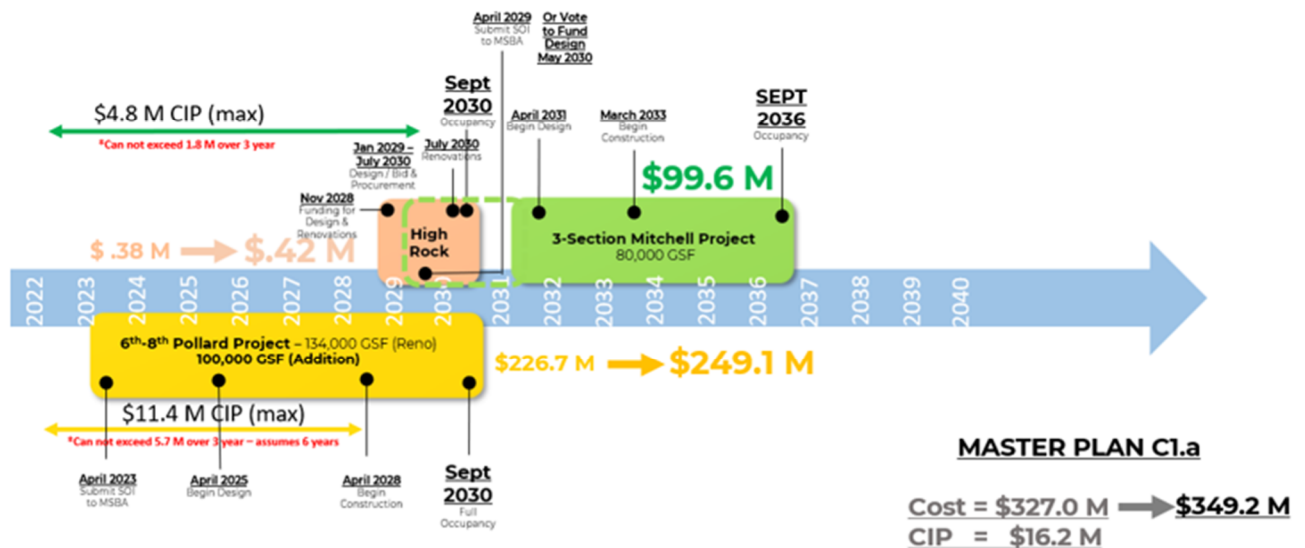 April 2029
Submit SOI
to MSBA
Or Vote
to Fund
Design
May 2030
Sept
2030
Occupancy
$4.8 M CIP (max)
*Can not exceed 1.8 M over 3 year
April 2031
Begin Design
March 2033
Begin
Construction
SEPT
2036
Occupancy
Jan 2029 –
July 2030
Design / Bid &
Procurement
July 2030
Renovations
$99.6 M
Nov 2028
Funding for
Design &
Renovations
High
Rock
3-Section Mitchell Project
80,000 GSF
$ .38 M
$.42 M
2022
2023
2024
2025
2026
2027
2028
2029
2030
2031
2032
2033
2034
2035
2036
2037
2038
2039
2040
6th-8th Pollard Project – 134,000 GSF (Reno)
100,000 GSF (Addition)
$226.7 M
$249.1 M
$11.4 M CIP (max)
*Can not exceed 5.7 M over 3 year – assumes 6 years
April 2023
Submit SOI
to MSBA
April 2025
Begin Design
April 2028
Begin
Construction
Sept
2030
Full
Occupancy
MASTER PLAN C1.a
Cost = $327.0 M
$349.2 M
CIP = $16.2 M